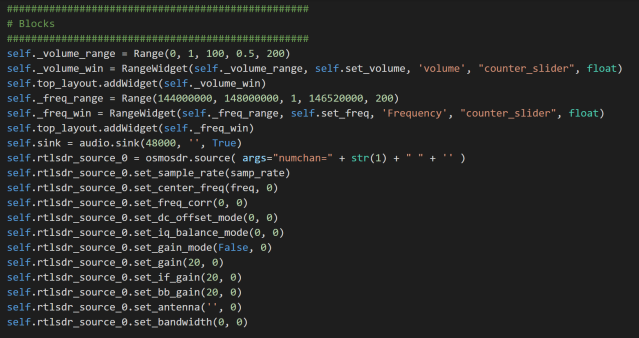 ##################################################
# Blocks
##################################################
self._volume_range = Range(0, 1, 100, 0.5, 200)
self._volume_win = RangeWidget(self._volume_range, self.set_volume, 'volume', "counter_slider", float)
self.top_layout.addWidget(self._volume_win)
self._freq_range = Range(144000000, 148000000, 1, 146520000, 200)
self._freq_win = RangeWidget(self._freq_range, self.set_freq, 'Frequency', "counter_slider", float)
self.top_layout.addWidget(self._freq_win)
self.sink = audio.sink(48000, '', True)
self.rtlsdr_source_0 = osmosdr.source( args="numchan=" + str(1) + " " + '' )
self.rtlsdr_source_0.set_sample_rate(samp_rate)
self.rtlsdr_source_0.set_center_freq(freq, 0)
self.rtlsdr_source_0.set_freq_corr(0, 0)
self.rtlsdr_source_0.set_dc_offset_mode(0, 0)
self.rtlsdr_source_0.set_iq_balance_mode(0, 0)
self.rtlsdr_source_0.set_gain_mode(False, 0)
self.rtlsdr_source_0.set_gain(20, 0)
self.rtlsdr_source_0.set_if_gain(20, 0)
self.rtlsdr_source_0.set_bb_gain(20, 0)
self.rtlsdr_source_0.set_antenna('', 0)
self.rtlsdr_source_0.set_bandwidth(0, 0)